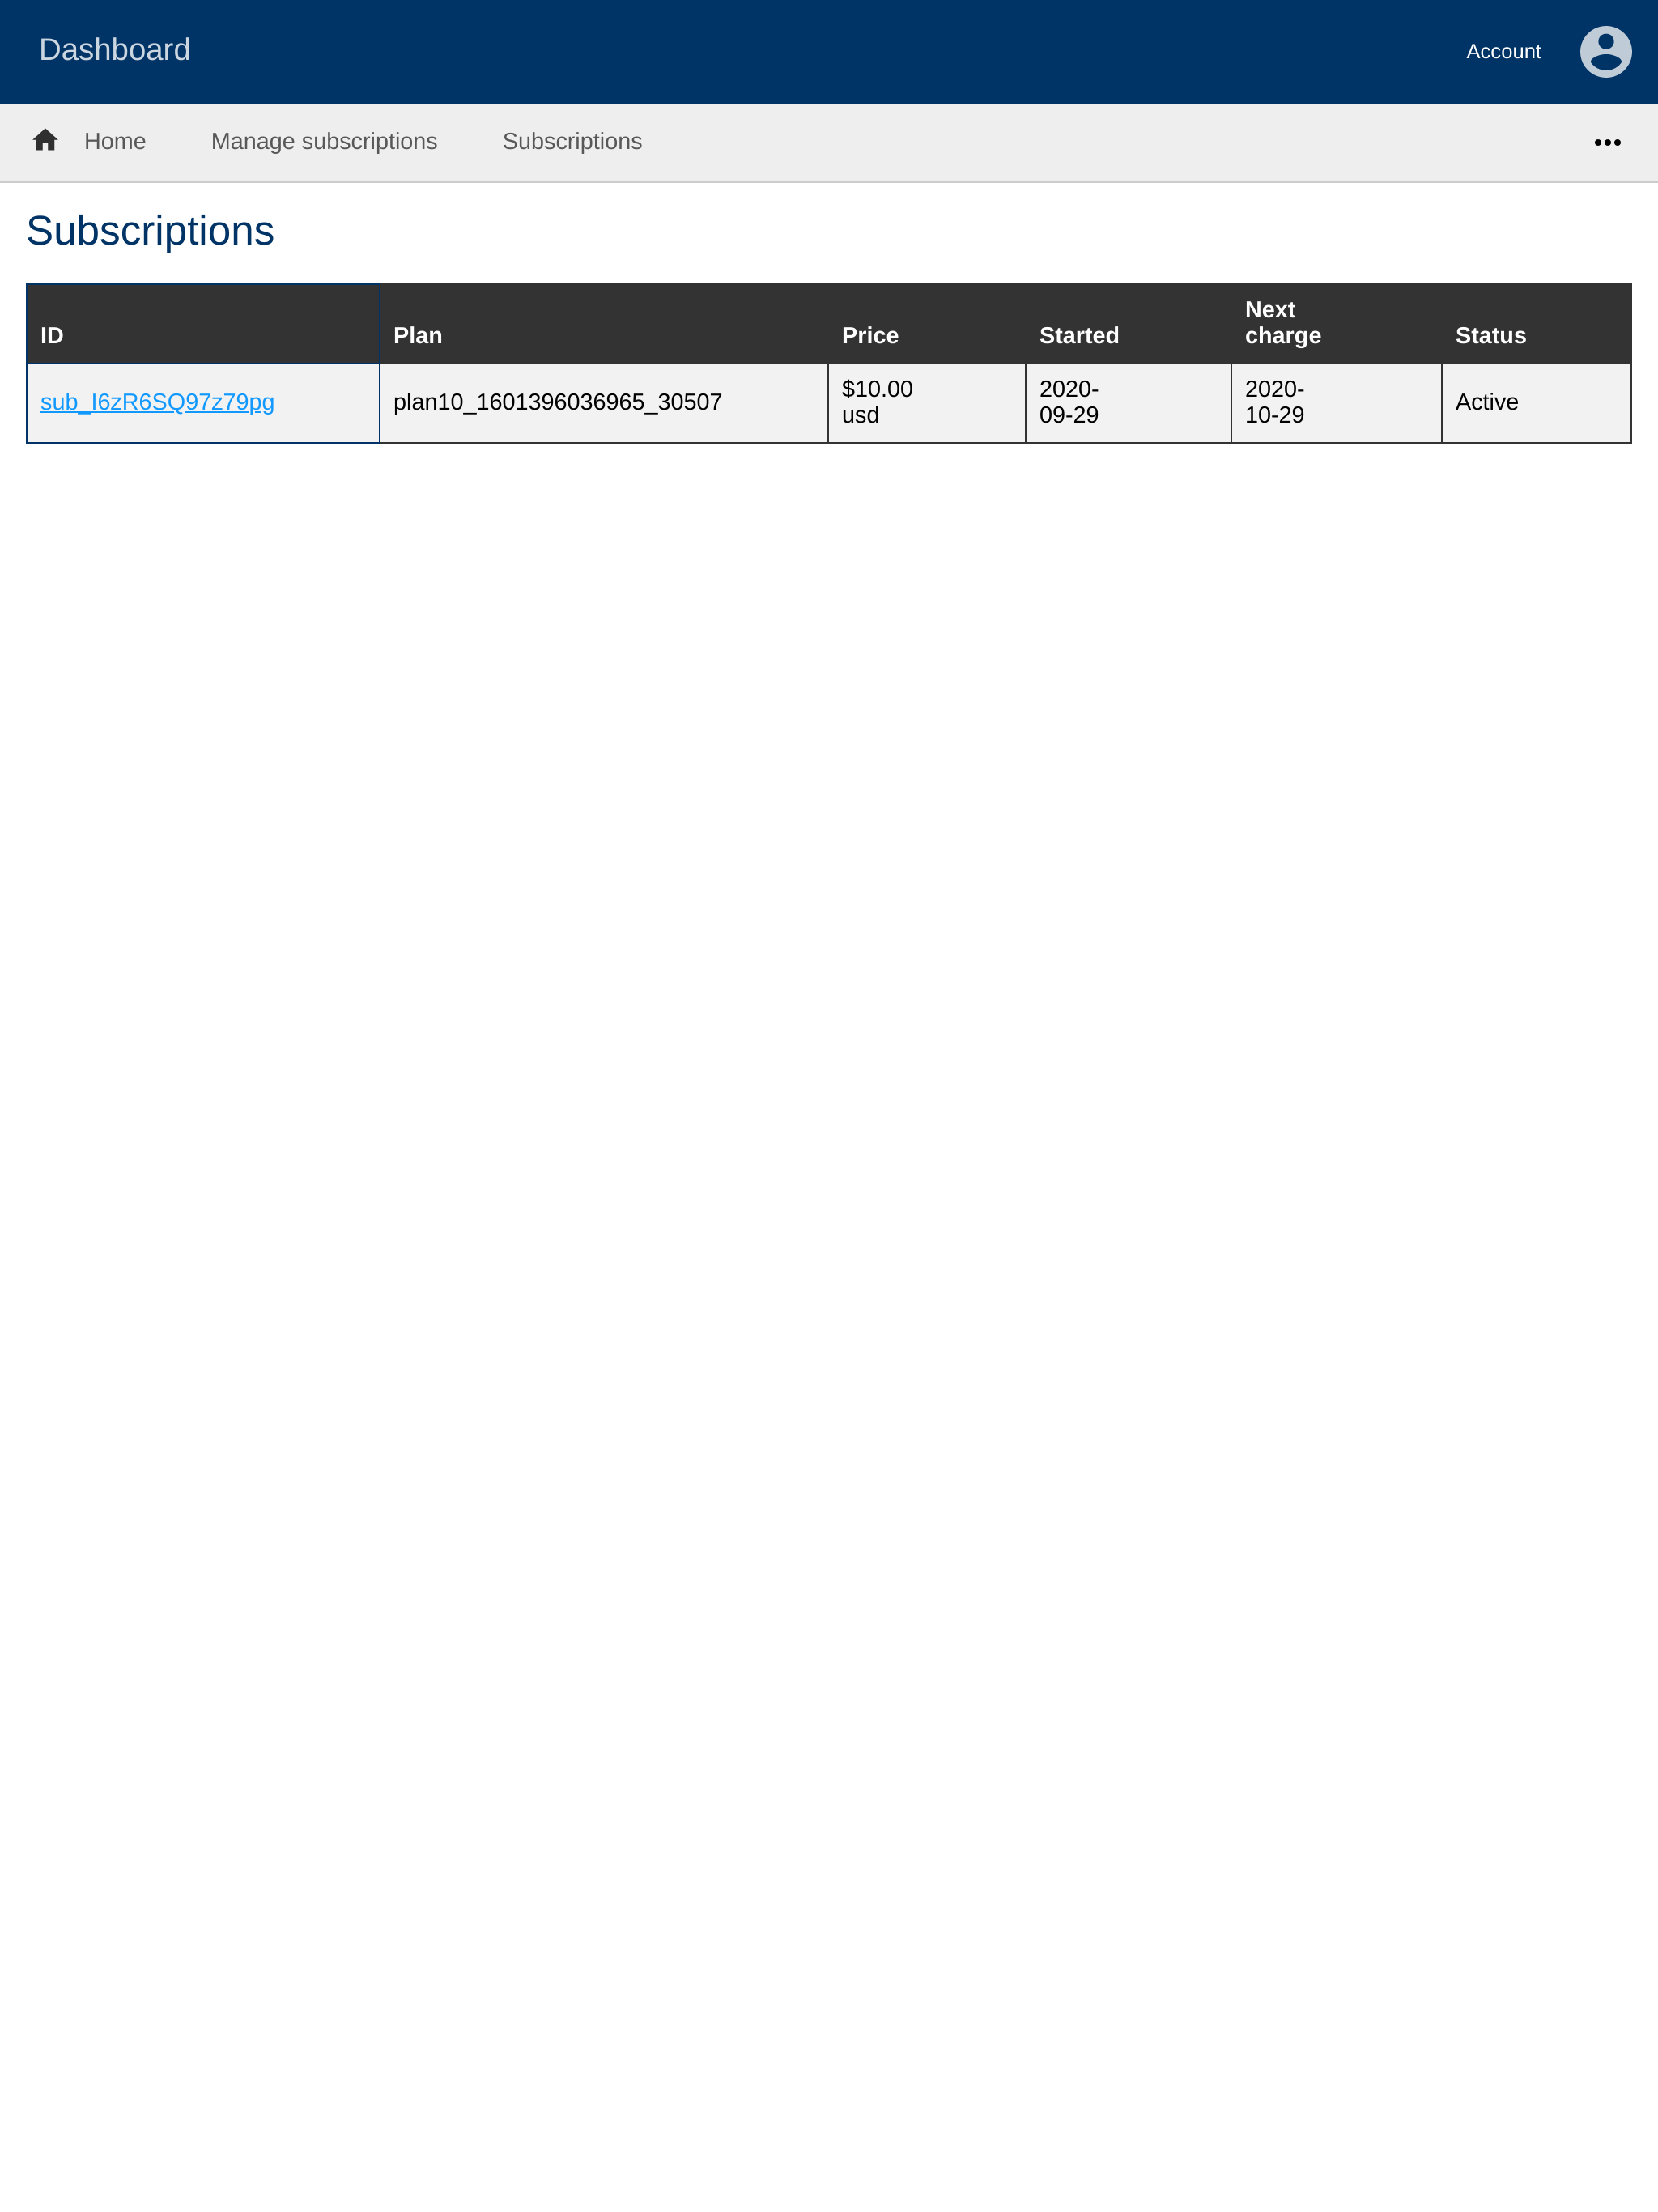 Dashboard
Account
Home Manage subscriptions Subscriptions
Subscriptions
ID Plan Price Started Next charge Status
sub_I6zR6SQ97z79pg plan10_1601396036965_30507 $10.00 usd 2020-09-29 2020-10-29 Active